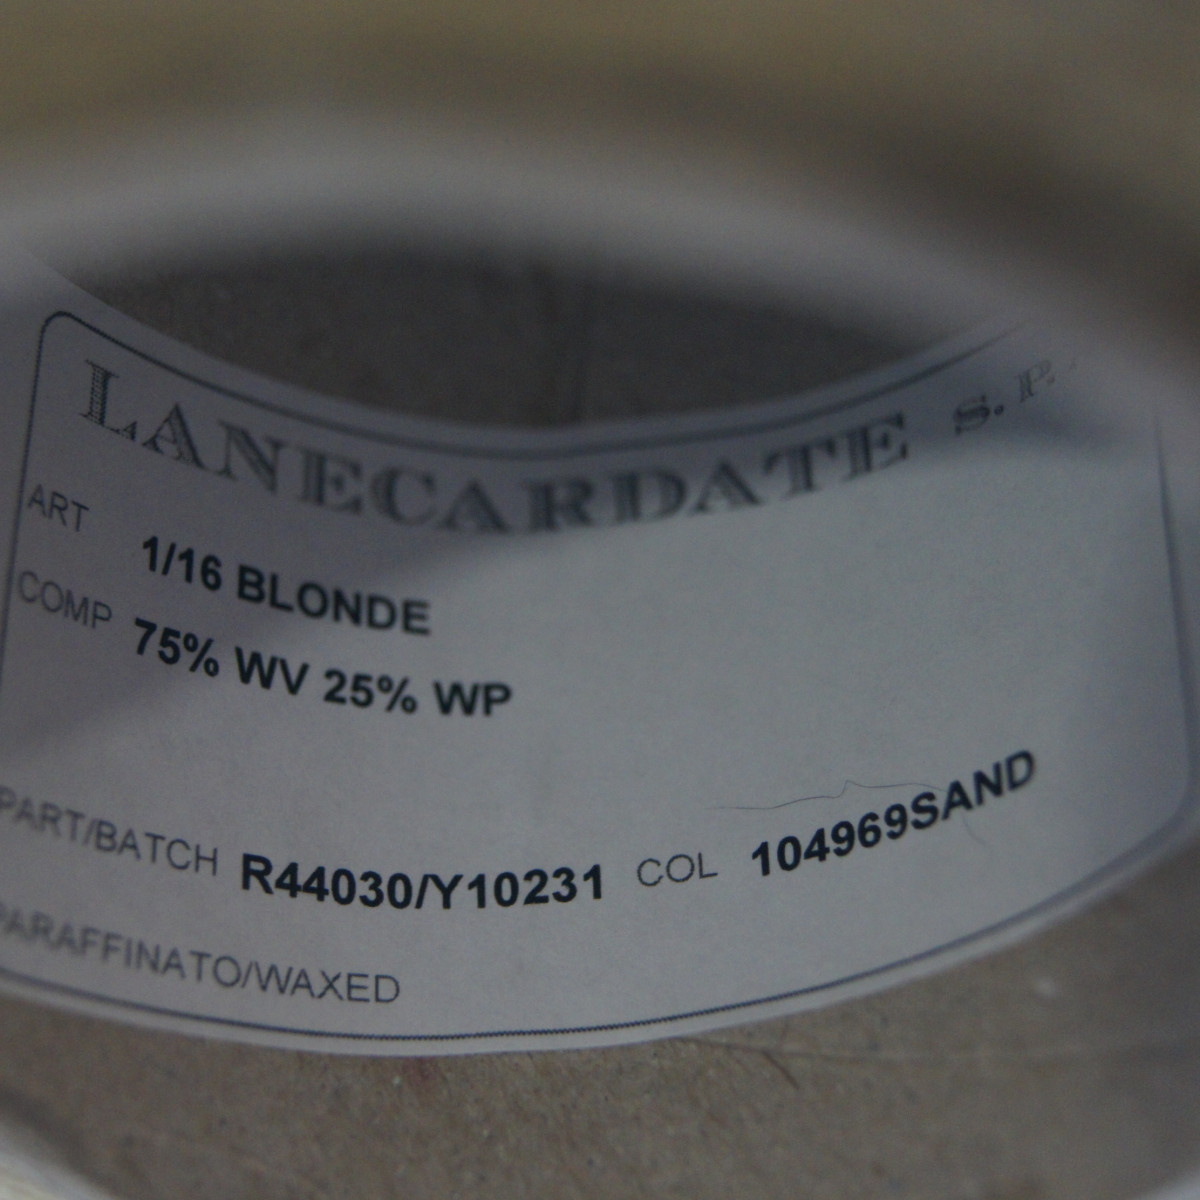 LANECARDATE S.P.
ART 1/16 BLONDE
COMP 75% WV 25% WP
PART/BATCH R44030/Y10231 COL 104969SAND
PARAFFINATO/WAXED